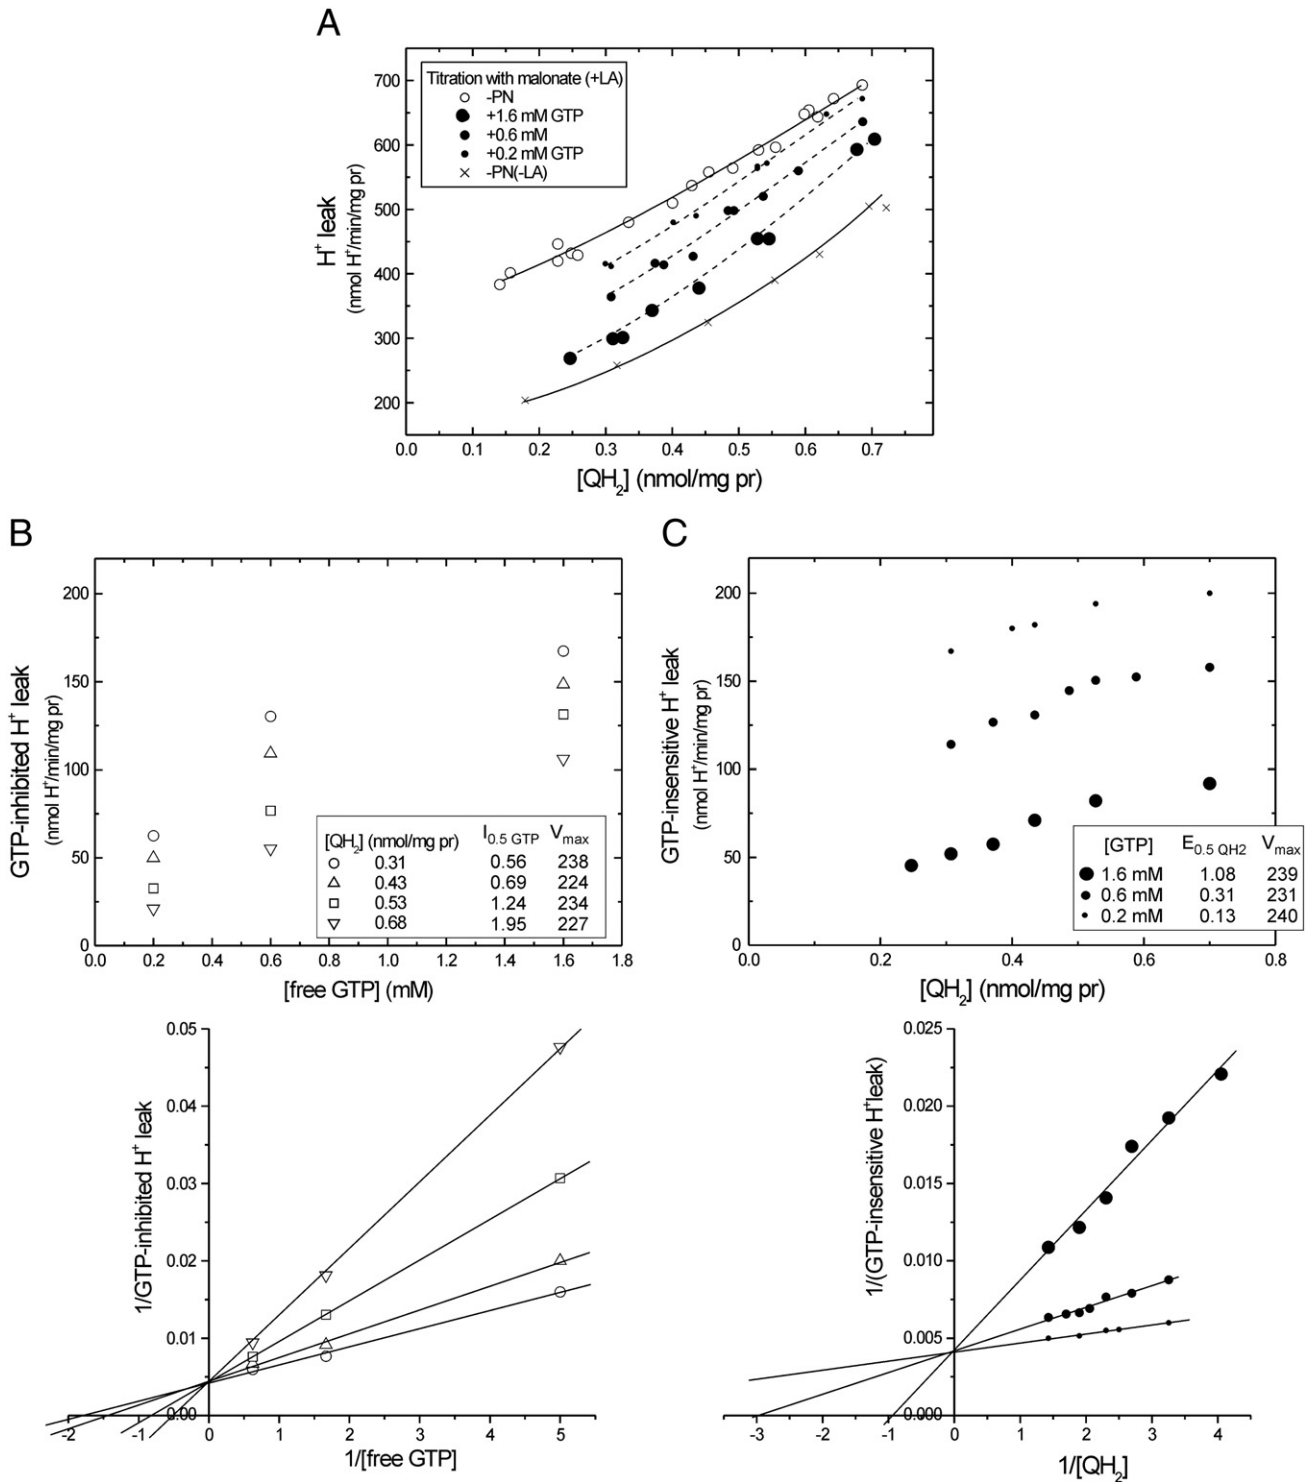 A
H⁺ leak
(nmol H⁺/min/mg pr)
700
600
500
400
300
200
Titration with malonate (+LA)
-PN
+1.6 mM GTP
+0.6 mM
+0.2 mM GTP
-PN(-LA)
0.0 0.1 0.2 0.3 0.4 0.5 0.6 0.7
[QH₂] (nmol/mg pr)
B
GTP-inhibited H⁺ leak
(nmol H⁺/min/mg pr)
200
150
100
50
0
[QH₂] (nmol/mg pr) I₀.₅ GTP Vmax
0.31 0.56 238
0.43 0.69 224
0.53 1.24 234
0.68 1.95 227
0.0 0.2 0.4 0.6 0.8 1.0 1.2 1.4 1.6 1.8
[free GTP] (mM)
1/GTP-inhibited H⁺ leak
0.05
0.04
0.03
0.02
0.01
0.00
-2 -1 0 1 2 3 4 5
1/[free GTP]
C
GTP-insensitive H⁺ leak
(nmol H⁺/min/mg pr)
200
150
100
50
0
[GTP] E₀.₅ QH2 Vmax
1.6 mM 1.08 239
0.6 mM 0.31 231
0.2 mM 0.13 240
0.0 0.2 0.4 0.6 0.8
[QH₂] (nmol/mg pr)
1/(GTP-insensitive H⁺leak)
0.025
0.020
0.015
0.010
0.005
0.000
-3 -2 -1 0 1 2 3 4
1/[QH₂]